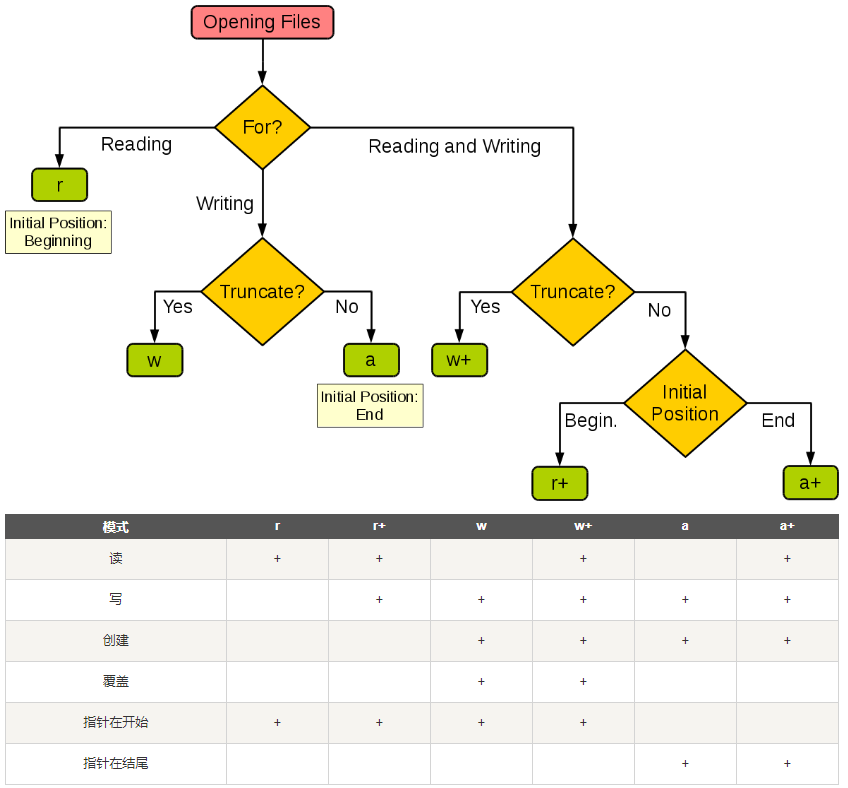 Opening Files
For?
Reading
Reading and Writing
r
Writing
Initial Position:
Beginning
Truncate?
Truncate?
Yes
No
Yes
No
w
a
w+
Initial Position:
End
Initial
Position
Begin.
End
r+
a+
模式 r r+ w w+ a a+
读 + + + +
写 + + + + +
创建 + + + +
覆盖 + +
指针在开始 + + + +
指针在结尾 + +